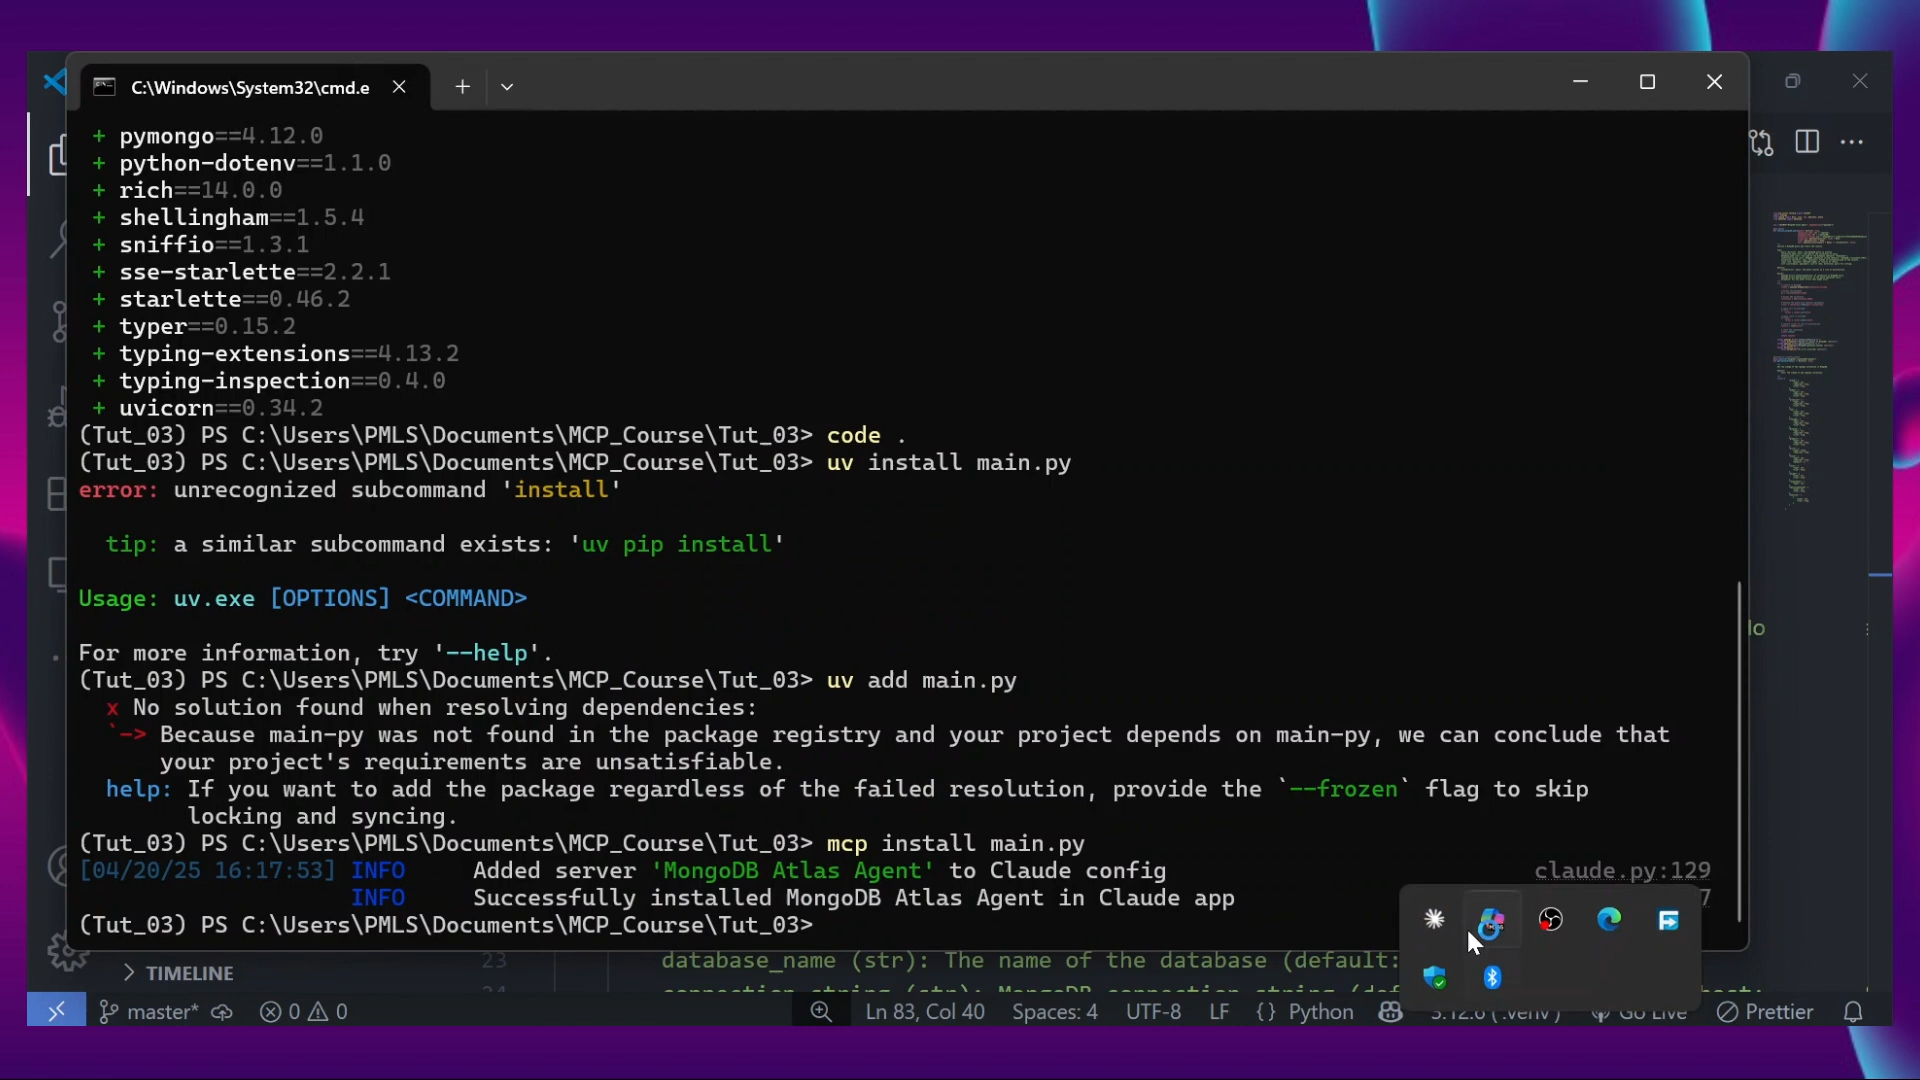 C:\Windows\System32\cmd.e
+ pymongo==4.12.0
+ python-dotenv==1.1.0
+ rich==14.0.0
+ shellingham==1.5.4
+ sniffio==1.3.1
+ sse-starlette==2.2.1
+ starlette==0.46.2
+ typer==0.15.2
+ typing-extensions==4.13.2
+ typing-inspection==0.4.0
+ uvicorn==0.34.2
(Tut_03) PS C:\Users\PMLS\Documents\MCP_Course\Tut_03> code .
(Tut_03) PS C:\Users\PMLS\Documents\MCP_Course\Tut_03> uv install main.py
error: unrecognized subcommand 'install'
tip: a similar subcommand exists: 'uv pip install'
Usage: uv.exe [OPTIONS] <COMMAND>
For more information, try '--help'.
(Tut_03) PS C:\Users\PMLS\Documents\MCP_Course\Tut_03> uv add main.py
x No solution found when resolving dependencies:
`-> Because main-py was not found in the package registry and your project depends on main-py, we can conclude that
your project's requirements are unsatisfiable.
help: If you want to add the package regardless of the failed resolution, provide the `--frozen` flag to skip
locking and syncing.
(Tut_03) PS C:\Users\PMLS\Documents\MCP_Course\Tut_03> mcp install main.py
[04/20/25 16:17:53] INFO Added server 'MongoDB Atlas Agent' to Claude config claude.py:129
INFO Successfully installed MongoDB Atlas Agent in Claude app 7
(Tut_03) PS C:\Users\PMLS\Documents\MCP_Course\Tut_03>
TIMELINE
23 database_name (str): The name of the database (default:
master* 0 0 Ln 83, Col 40 Spaces: 4 UTF-8 LF {} Python 3.12.6 (.venv) Go Live Prettier